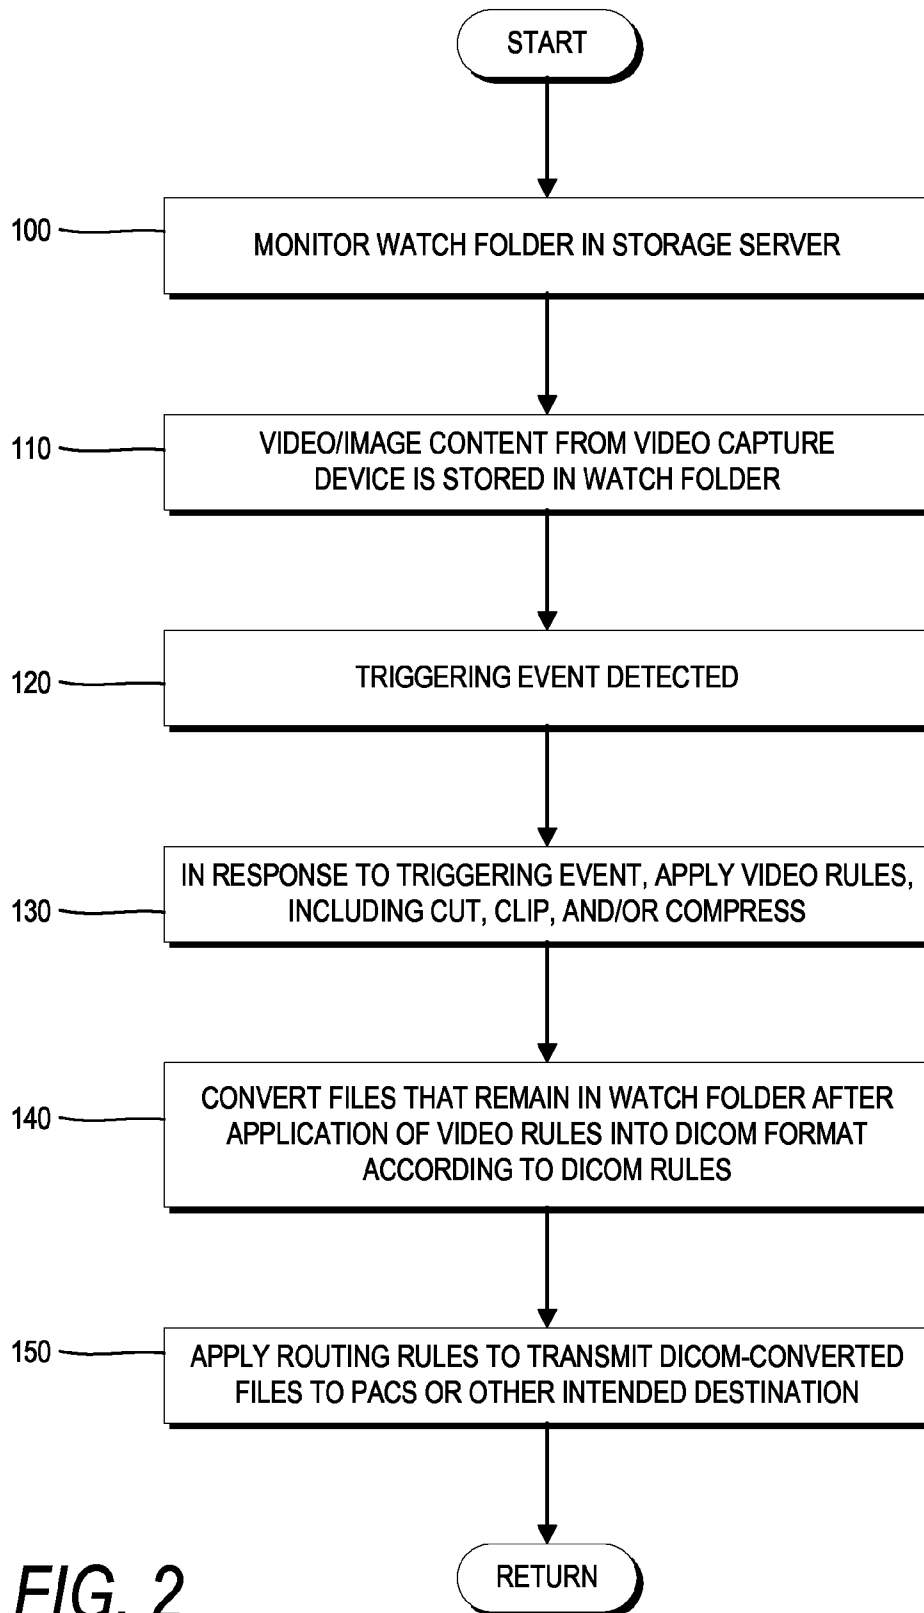 START
100
MONITOR WATCH FOLDER IN STORAGE SERVER
110
VIDEO/IMAGE CONTENT FROM VIDEO CAPTURE
DEVICE IS STORED IN WATCH FOLDER
120
TRIGGERING EVENT DETECTED
130
IN RESPONSE TO TRIGGERING EVENT, APPLY VIDEO RULES,
INCLUDING CUT, CLIP, AND/OR COMPRESS
140
CONVERT FILES THAT REMAIN IN WATCH FOLDER AFTER
APPLICATION OF VIDEO RULES INTO DICOM FORMAT
ACCORDING TO DICOM RULES
150
APPLY ROUTING RULES TO TRANSMIT DICOM-CONVERTED
FILES TO PACS OR OTHER INTENDED DESTINATION
RETURN
FIG. 2